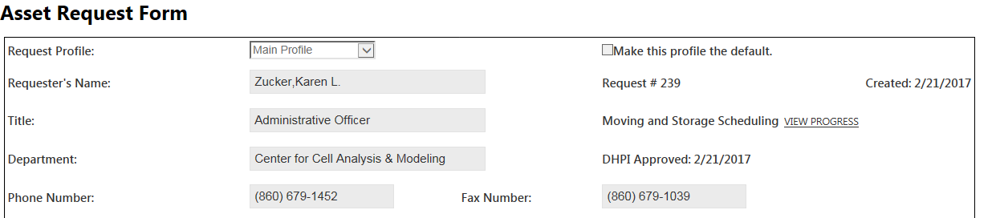 Asset Request Form
Request Profile: Main Profile Make this profile the default.
Requester's Name: Zucker,Karen L. Request # 239 Created: 2/21/2017
Title: Administrative Officer Moving and Storage Scheduling VIEW PROGRESS
Department: Center for Cell Analysis & Modeling DHPI Approved: 2/21/2017
Phone Number: (860) 679-1452 Fax Number: (860) 679-1039